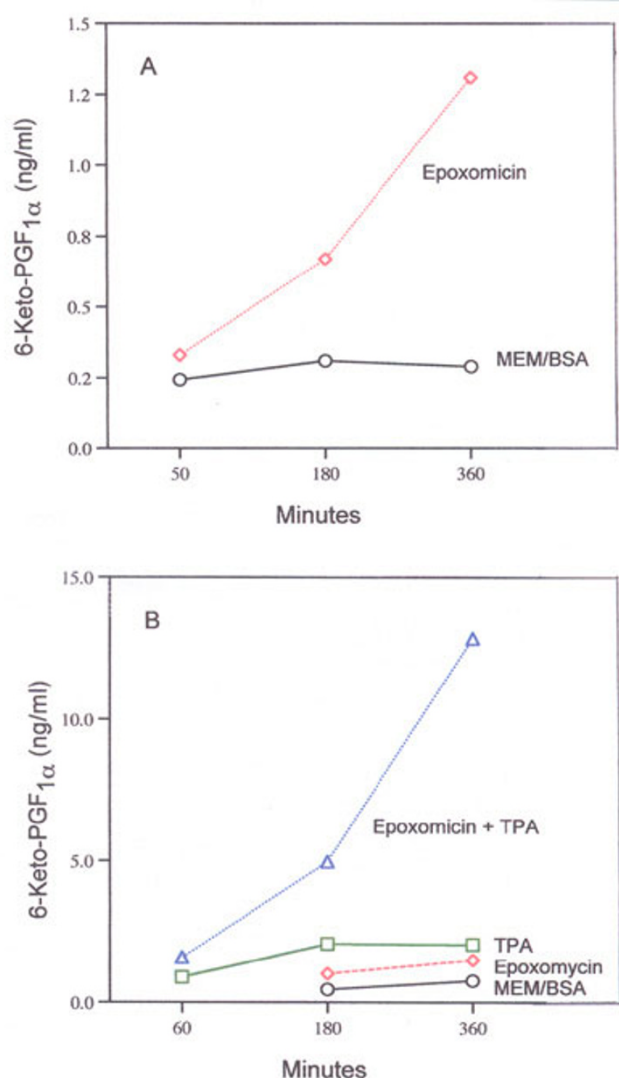 1.5
A
1.2
1.0
Epoxomicin
0.8
0.5
MEM/BSA
0.2
0.0
6-Keto-PGF1α (ng/ml)
50 180 360
Minutes
15.0
B
10.0
Epoxomicin + TPA
5.0
TPA
Epoxomycin
MEM/BSA
0.0
6-Keto-PGF1α (ng/ml)
60 180 360
Minutes